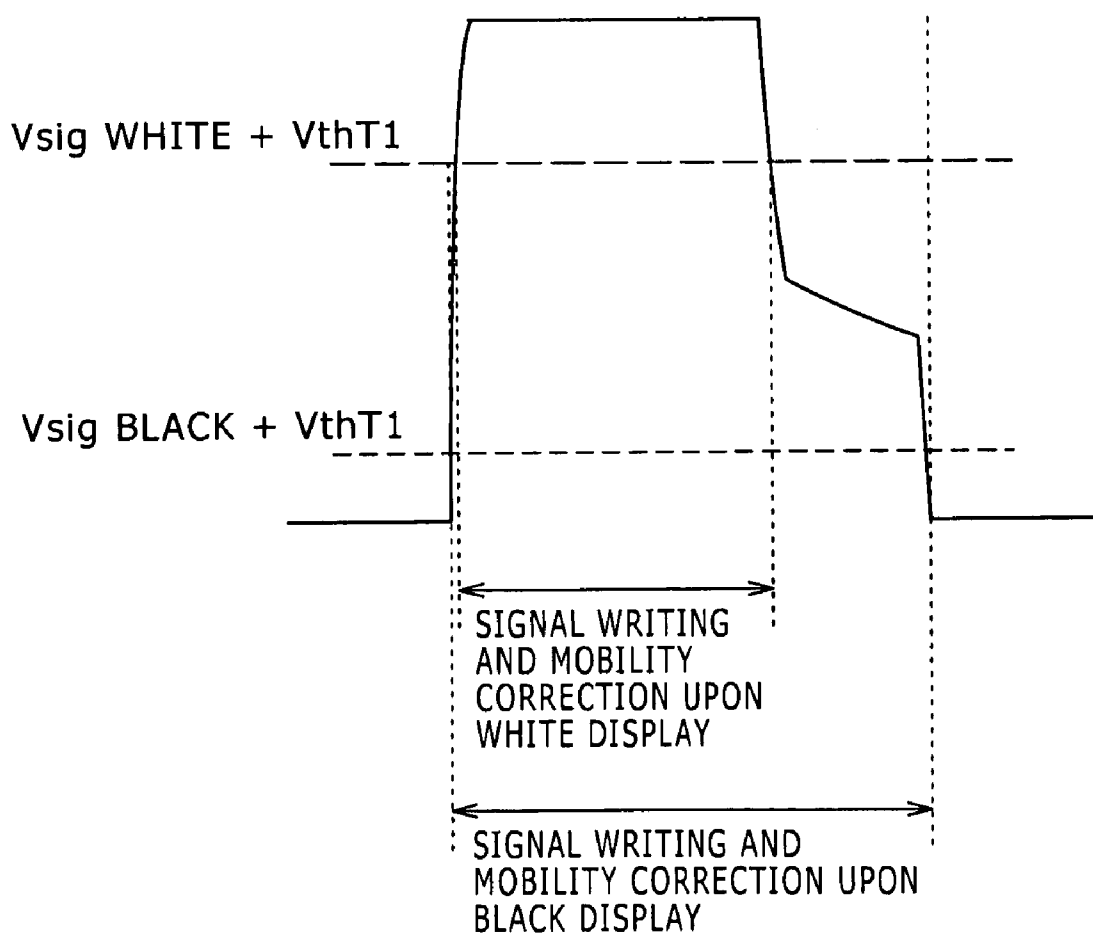 Vsig WHITE + VthT1
Vsig BLACK + VthT1
SIGNAL WRITING
AND MOBILITY
CORRECTION UPON
WHITE DISPLAY
SIGNAL WRITING AND
MOBILITY CORRECTION UPON
BLACK DISPLAY